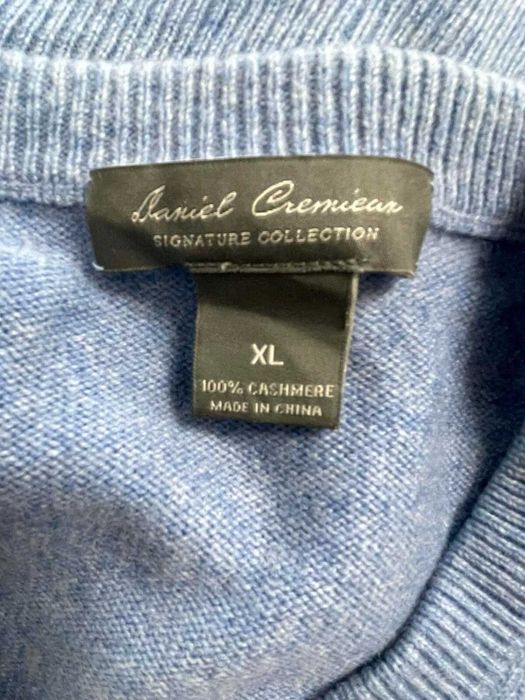 Daniel Cremieux
SIGNATURE COLLECTION
XL
100% CASHMERE
MADE IN CHINA